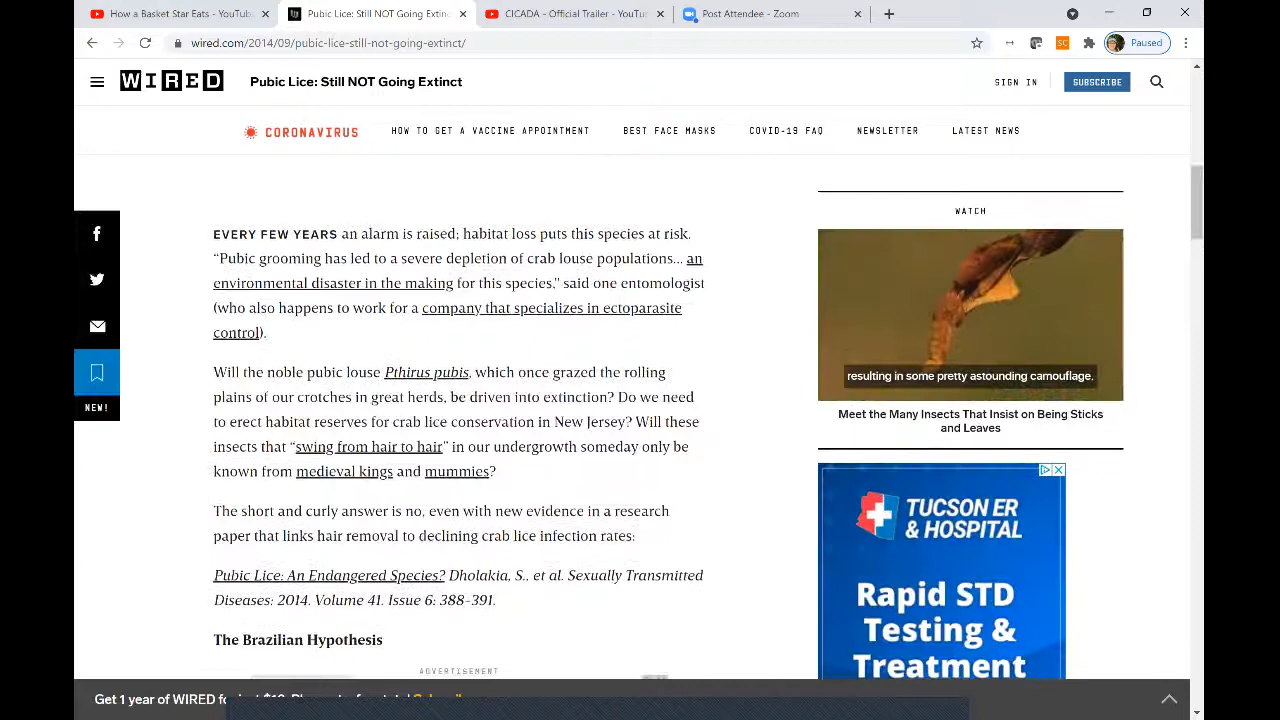 How a Basket Star Eats - YouTub
Pubic Lice: Still NOT Going Extinc
CICADA - Official Trailer - YouTu
Post Attendee - Zoom
wired.com/2014/09/pubic-lice-still-not-going-extinct/
SC
Paused
WIRED
Pubic Lice: Still NOT Going Extinct
SIGN IN
SUBSCRIBE
CORONAVIRUS
HOW TO GET A VACCINE APPOINTMENT
BEST FACE MASKS
COVID-19 FAQ
NEWSLETTER
LATEST NEWS
EVERY FEW YEARS an alarm is raised; habitat loss puts this species at risk.
“Pubic grooming has led to a severe depletion of crab louse populations... an
environmental disaster in the making for this species,” said one entomologist
(who also happens to work for a company that specializes in ectoparasite
control).
Will the noble pubic louse Pthirus pubis, which once grazed the rolling
plains of our crotches in great herds, be driven into extinction? Do we need
to erect habitat reserves for crab lice conservation in New Jersey? Will these
insects that “swing from hair to hair” in our undergrowth someday only be
known from medieval kings and mummies?
The short and curly answer is no, even with new evidence in a research
paper that links hair removal to declining crab lice infection rates:
Pubic Lice: An Endangered Species? Dholakia, S., et al. Sexually Transmitted
Diseases: 2014. Volume 41. Issue 6: 388-391.
The Brazilian Hypothesis
ADVERTISEMENT
NEW!
WATCH
resulting in some pretty astounding camouflage.
Meet the Many Insects That Insist on Being Sticks
and Leaves
TUCSON ER
& HOSPITAL
Rapid STD
Testing &
Treatment
Get 1 year of WIRED